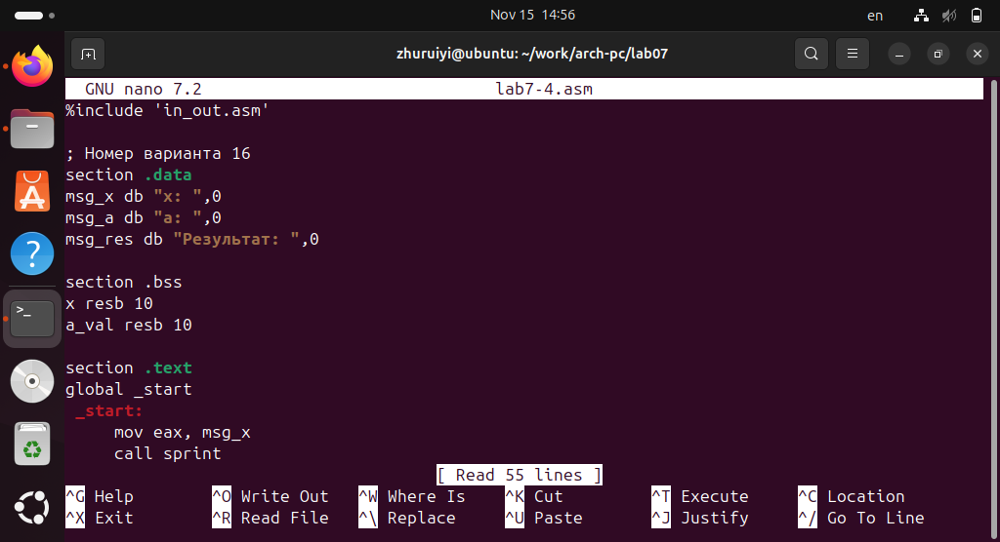 Nov 15 14:56
en
zhuruiyi@ubuntu: ~/work/arch-pc/lab07
GNU nano 7.2 lab7-4.asm
%include 'in_out.asm'
; Номер варианта 16
section .data
msg_x db "x: ",0
msg_a db "a: ",0
msg_res db "Результат: ",0
section .bss
x resb 10
a_val resb 10
section .text
global _start
_start:
mov eax, msg_x
call sprint
[ Read 55 lines ]
^G Help ^O Write Out ^W Where Is ^K Cut ^T Execute ^C Location
^X Exit ^R Read File ^\ Replace ^U Paste ^J Justify ^/ Go To Line